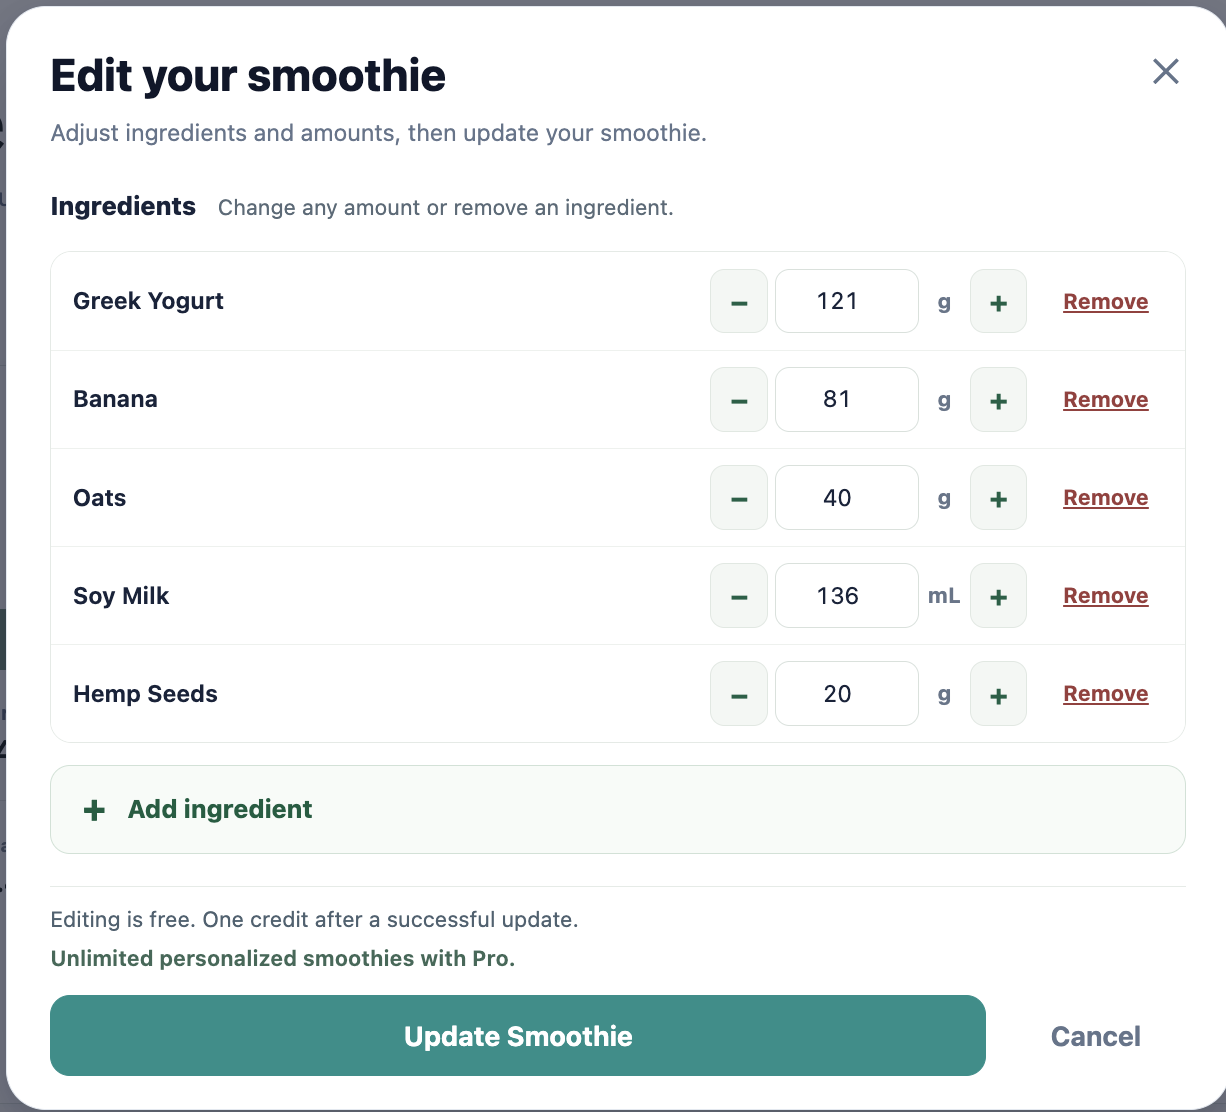 Edit your smoothie
Adjust ingredients and amounts, then update your smoothie.
Ingredients Change any amount or remove an ingredient.
Greek Yogurt − 121 g + Remove
Banana − 81 g + Remove
Oats − 40 g + Remove
Soy Milk − 136 mL + Remove
Hemp Seeds − 20 g + Remove
+ Add ingredient
Editing is free. One credit after a successful update.
Unlimited personalized smoothies with Pro.
Update Smoothie Cancel